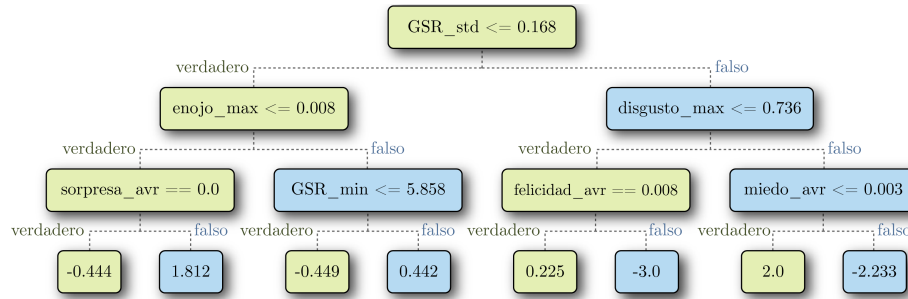 GSR_std <= 0.168
verdadero falso
enojo_max <= 0.008 disgusto_max <= 0.736
verdadero falso verdadero falso
sorpresa_avr == 0.0 GSR_min <= 5.858 felicidad_avr == 0.008 miedo_avr <= 0.003
verdadero falso verdadero falso verdadero falso verdadero falso
-0.444 1.812 -0.449 0.442 0.225 -3.0 2.0 -2.233